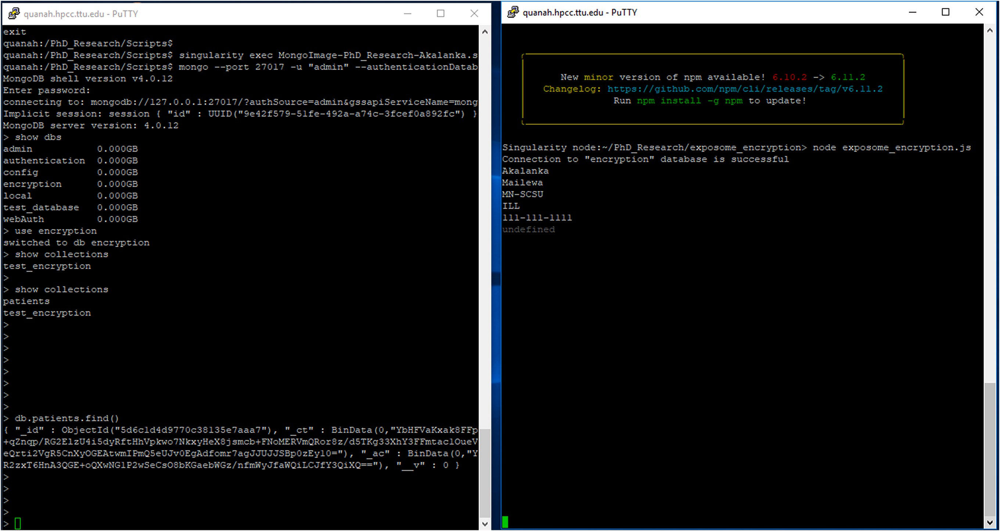 quanah.hpcc.ttu.edu - PuTTY
exit
quanah:/PhD_Research/Scripts$
quanah:/PhD_Research/Scripts$ singularity exec MongoImage-PhD_Research-Akalanka.s
quanah:/PhD_Research/Scripts$ mongo --port 27017 -u "admin" --authenticationDatab
MongoDB shell version v4.0.12
Enter password:
connecting to: mongodb://127.0.0.1:27017/?authSource=admin&gssapiServiceName=mong
Implicit session: session { "id" : UUID("9e42f579-51fe-492a-a74c-3fcef0a892fc") }
MongoDB server version: 4.0.12
> show dbs
admin           0.000GB
authentication  0.000GB
config          0.000GB
encryption      0.000GB
local           0.000GB
test_database   0.000GB
webAuth         0.000GB
> use encryption
switched to db encryption
> show collections
test_encryption
>
> show collections
patients
test_encryption
>
>
>
>
>
>
>
>
> db.patients.find()
{ "_id" : ObjectId("5d6c1d4d9770c38135e7aaa7"), "_ct" : BinData(0,"YbHFVaKxak8FFp
+qZnqp/RG2ElzU4i5dyRftHhVpkwo7NkxyHeX8jsmcb+FNoMERVmQRor8z/d5TKg33XhY3FFmtaclOueV
eQrti2VgR5CnXyOGEAtwmIPmQ5eUJv0EgAdfomr7agJJUJJSBp0zEyl0="), "_ac" : BinData(0,"Y
R2zxT6HnA3QGE+oQXwNGlP2wSeCsO8bKGaebWGz/nfmWyJfaWQiLCJfY3QiXQ=="), "__v" : 0 }
>
>
>
>
>
quanah.hpcc.ttu.edu - PuTTY
New minor version of npm available! 6.10.2 -> 6.11.2
Changelog: https://github.com/npm/cli/releases/tag/v6.11.2
Run npm install -g npm to update!
Singularity node:~/PhD_Research/exposome_encryption> node exposome_encryption.js
Connection to "encryption" database is successful
Akalanka
Mailewa
MN-SCSU
ILL
111-111-1111
undefined